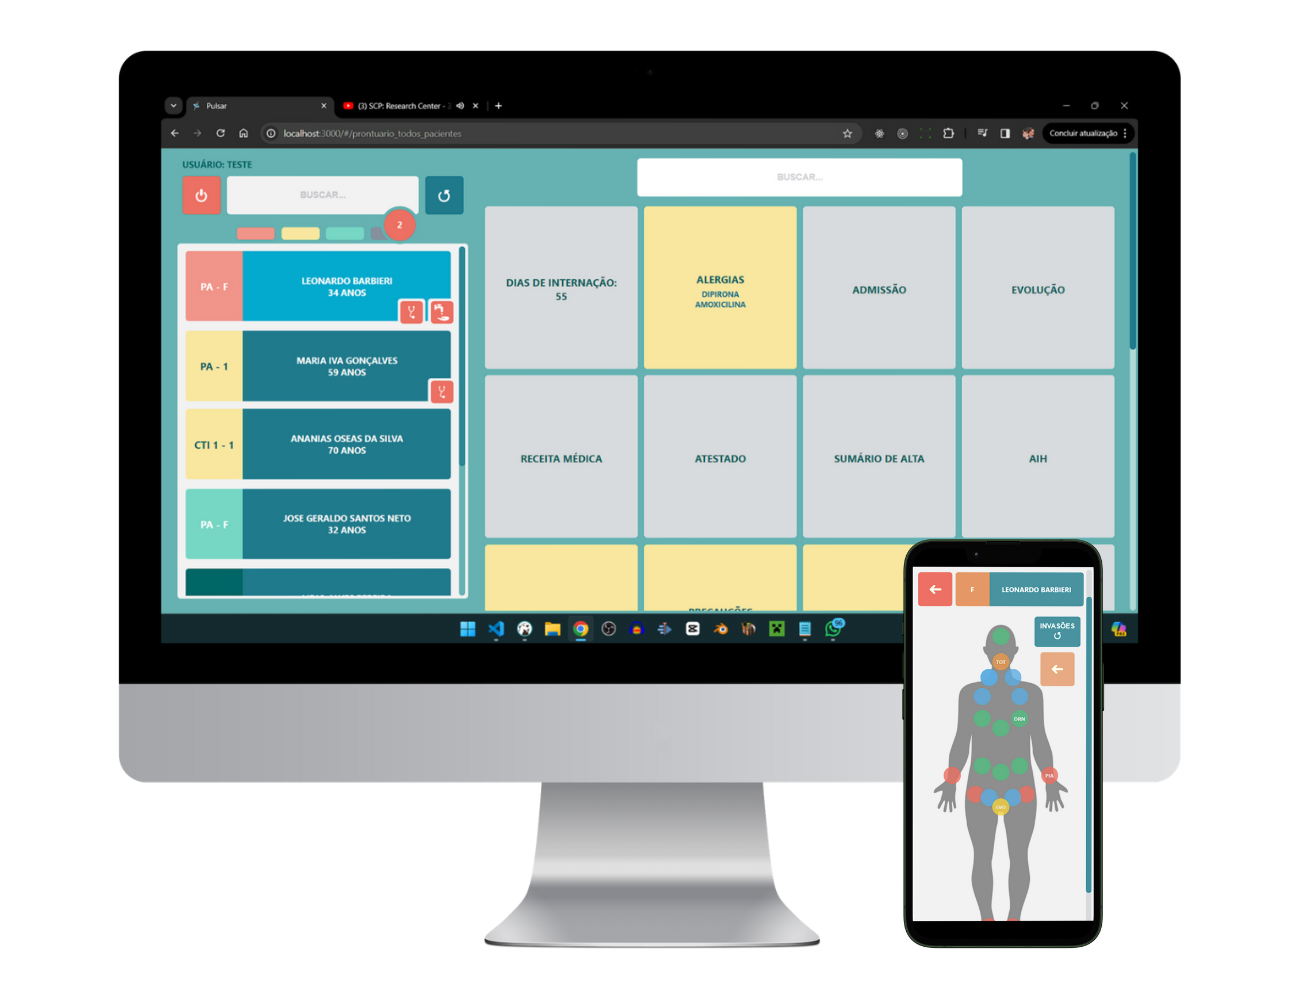 Pulsar
(3) SCP: Research Center -
localhost:3000/#/prontuario_todos_pacientes
Concluir atualização
USUÁRIO: TESTE
BUSCAR...
2
PA - F
LEONARDO BARBIERI
34 ANOS
PA - 1
MARIA IVA GONÇALVES
59 ANOS
CTI 1 - 1
ANANIAS OSEAS DA SILVA
70 ANOS
PA - F
JOSE GERALDO SANTOS NETO
32 ANOS
BUSCAR...
DIAS DE INTERNAÇÃO:
55
ALERGIAS
DIPIRONA
AMOXICILINA
ADMISSÃO
EVOLUÇÃO
RECEITA MÉDICA
ATESTADO
SUMÁRIO DE ALTA
AIH
PRECAUÇÕES
F
LEONARDO BARBIERI
INVASÕES
TOT
DRN
PIA